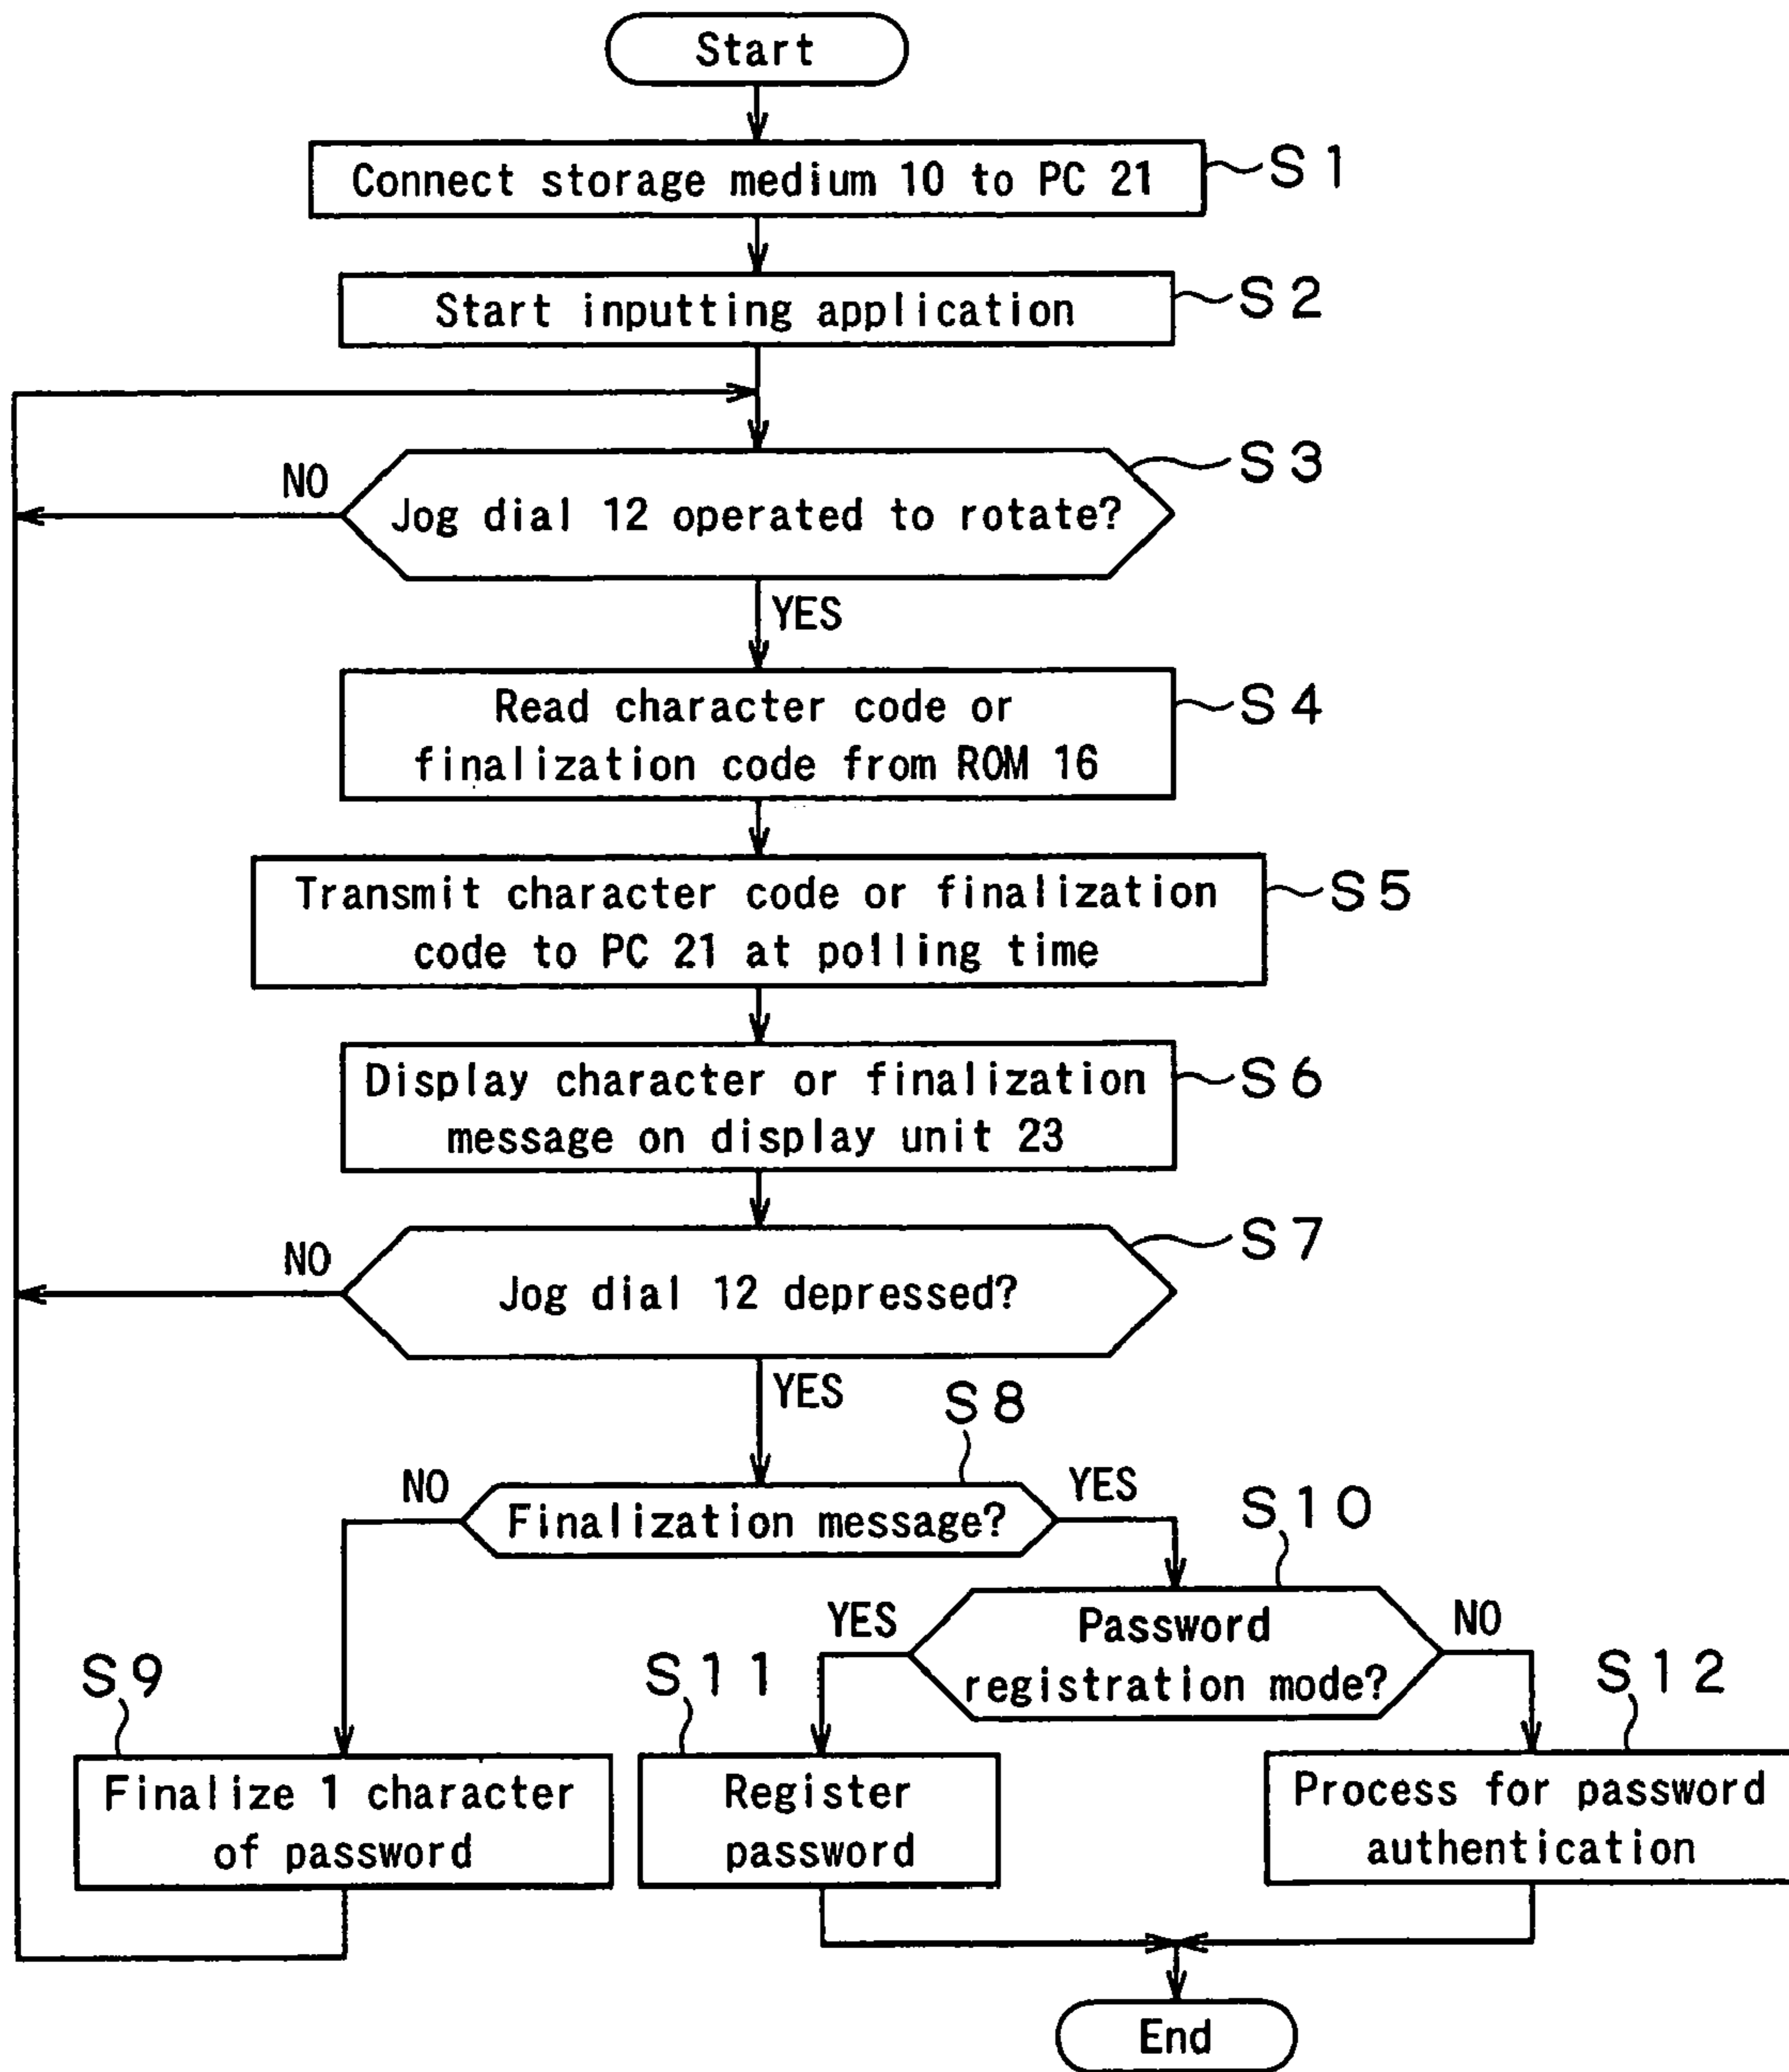 Start
Connect storage medium 10 to PC 21
S1
Start inputting application
S2
Jog dial 12 operated to rotate?
S3
NO
YES
Read character code or
finalization code from ROM 16
S4
Transmit character code or finalization
code to PC 21 at polling time
S5
Display character or finalization
message on display unit 23
S6
Jog dial 12 depressed?
S7
NO
YES
S8
Finalization message?
NO
YES
S10
Password
registration mode?
YES
NO
S9
Finalize 1 character
of password
S11
Register
password
S12
Process for password
authentication
End